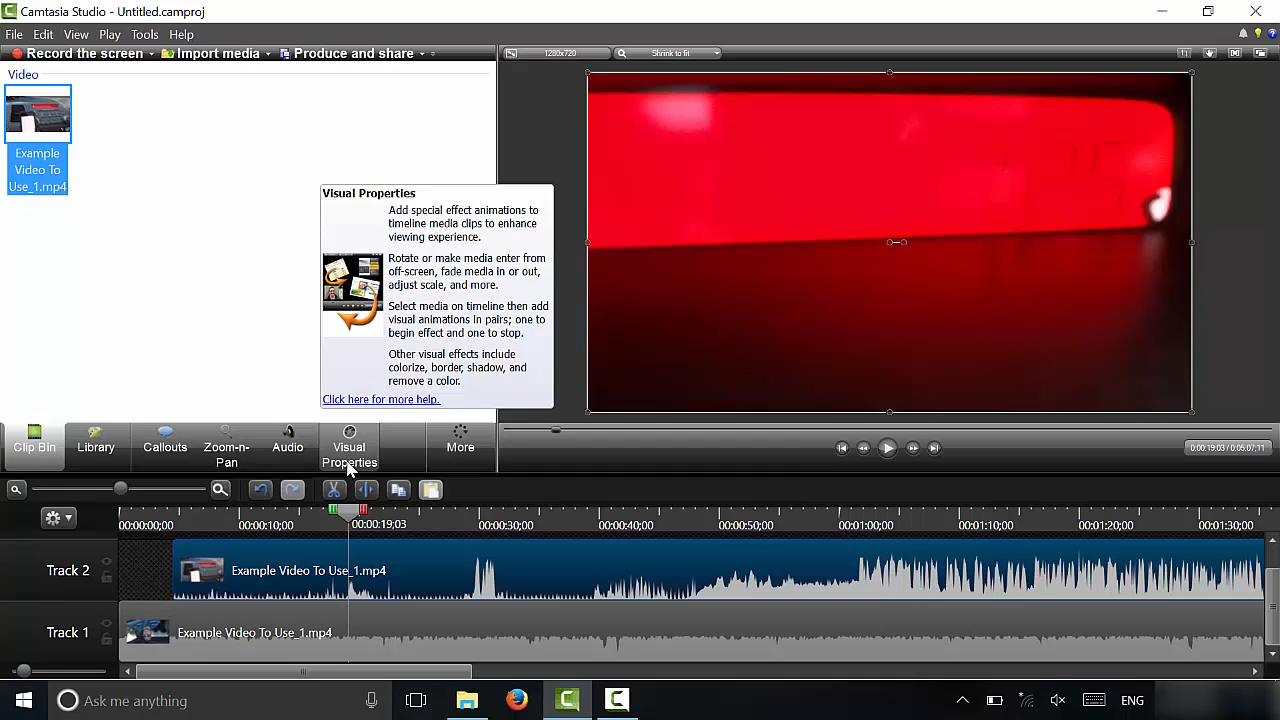 Camtasia Studio - Untitled.camproj
File Edit View Play Tools Help
Record the screen Import media Produce and share
1280x720 Shrink to fit
Video
Example
Video To
Use_1.mp4
Visual Properties
Add special effect animations to
timeline media clips to enhance
viewing experience.
Rotate or make media enter from
off-screen, fade media in or out,
adjust scale, and more.
Select media on timeline then add
visual animations in pairs; one to
begin effect and one to stop.
Other visual effects include
colorize, border, shadow, and
remove a color.
Click here for more help.
Clip Bin Library Callouts Zoom-n-
Pan Audio Visual
Properties More
0:00:19;03 / 0:05:07;11
00:00:00;00 00:00:10;00 00:00:19;03 00:00:30;00 00:00:40;00 00:00:50;00 00:01:00;00 00:01:10;00 00:01:20;00 00:01:30;00
Track 2 Example Video To Use_1.mp4
Track 1 Example Video To Use_1.mp4
Ask me anything ENG